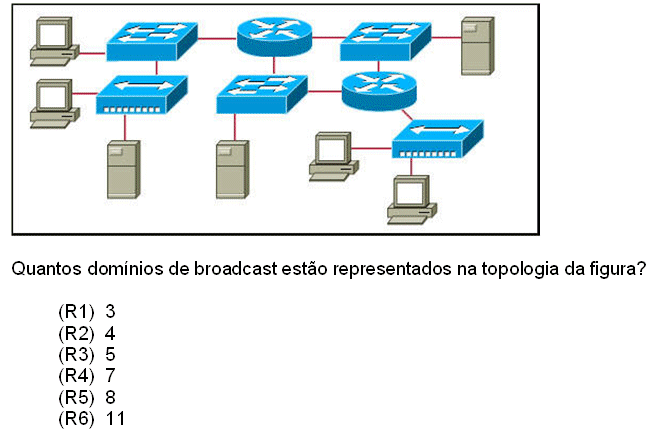 Quantos domínios de broadcast estão representados na topologia da figura?
(R1) 3
(R2) 4
(R3) 5
(R4) 7
(R5) 8
(R6) 11